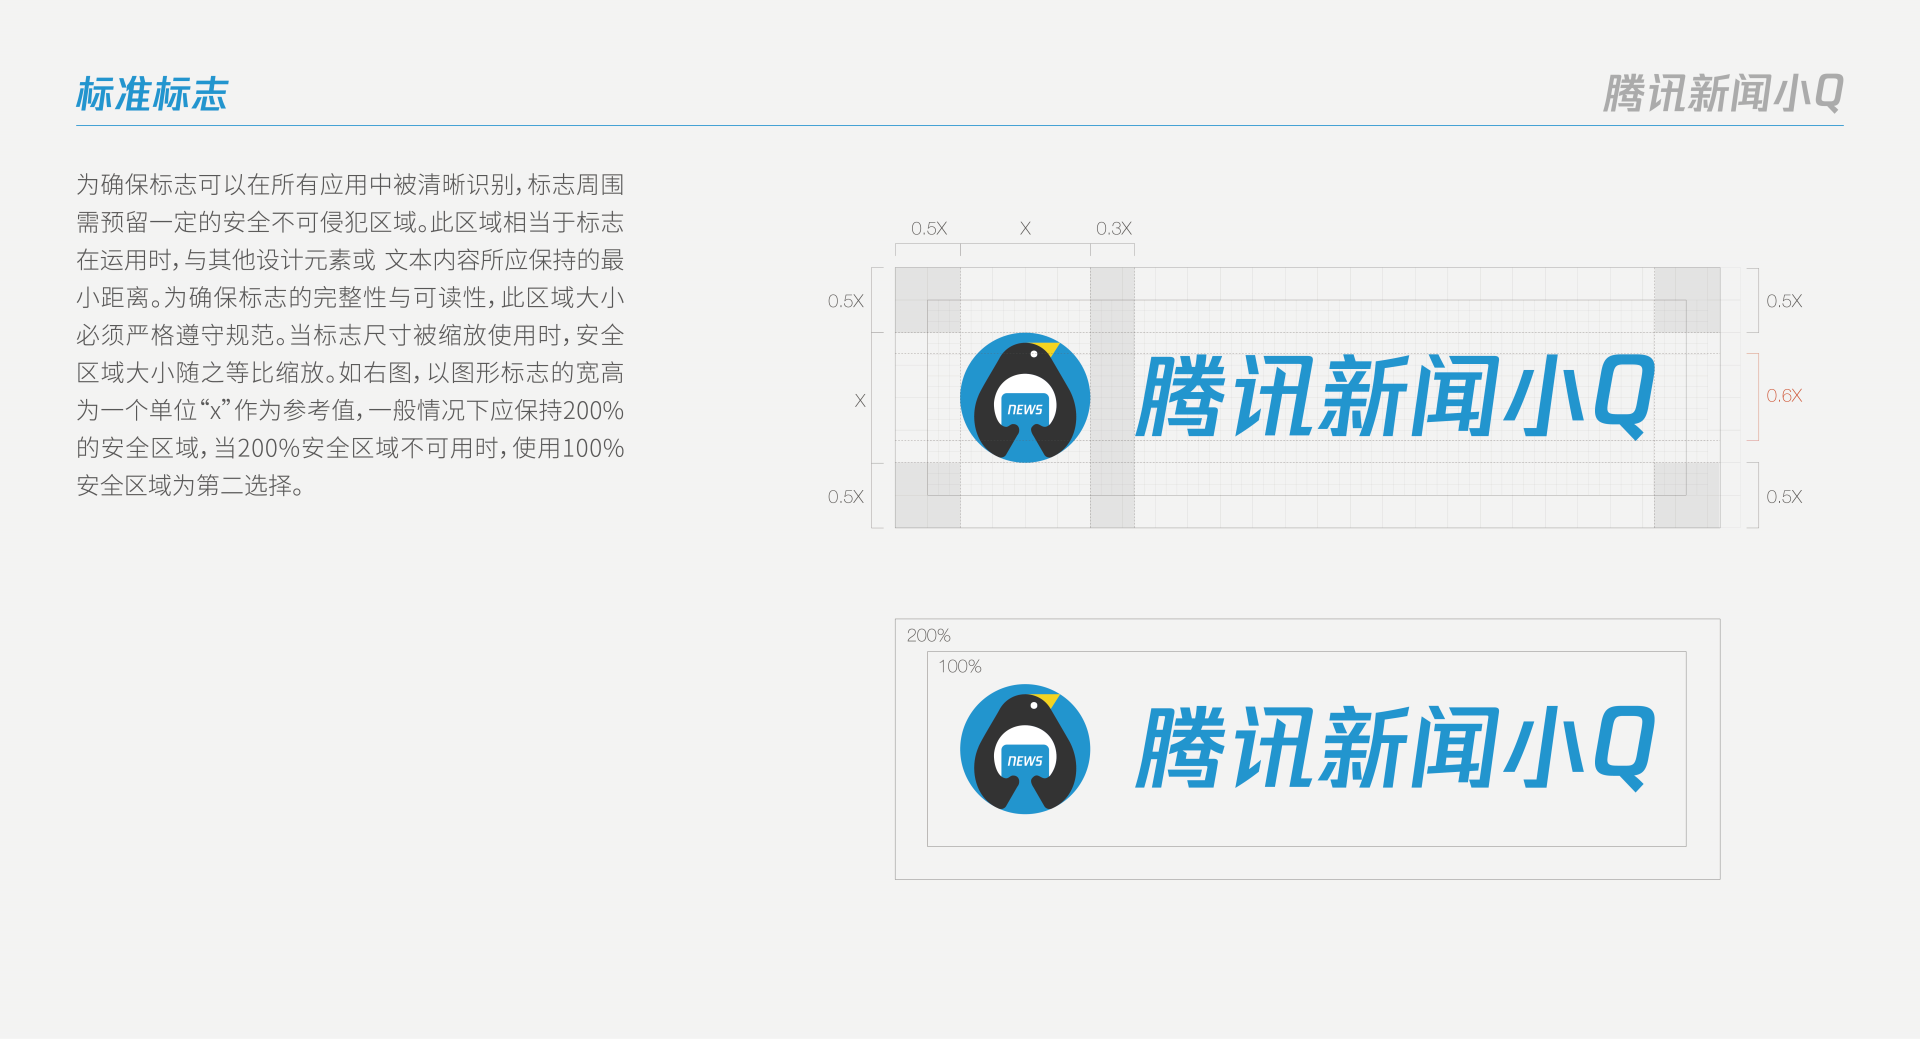 标准标志
腾讯新闻小Q
为确保标志可以在所有应用中被清晰识别，标志周围
需预留一定的安全不可侵犯区域。此区域相当于标志
在运用时，与其他设计元素或 文本内容所应保持的最
小距离。为确保标志的完整性与可读性，此区域大小
必须严格遵守规范。当标志尺寸被缩放使用时，安全
区域大小随之等比缩放。如右图，以图形标志的宽高
为一个单位“x”作为参考值，一般情况下应保持200%
的安全区域，当200%安全区域不可用时，使用100%
安全区域为第二选择。
0.5X
X
0.3X
0.5X
0.5X
NEWS
腾讯新闻小Q
X
0.6X
0.5X
0.5X
200%
100%
NEWS
腾讯新闻小Q